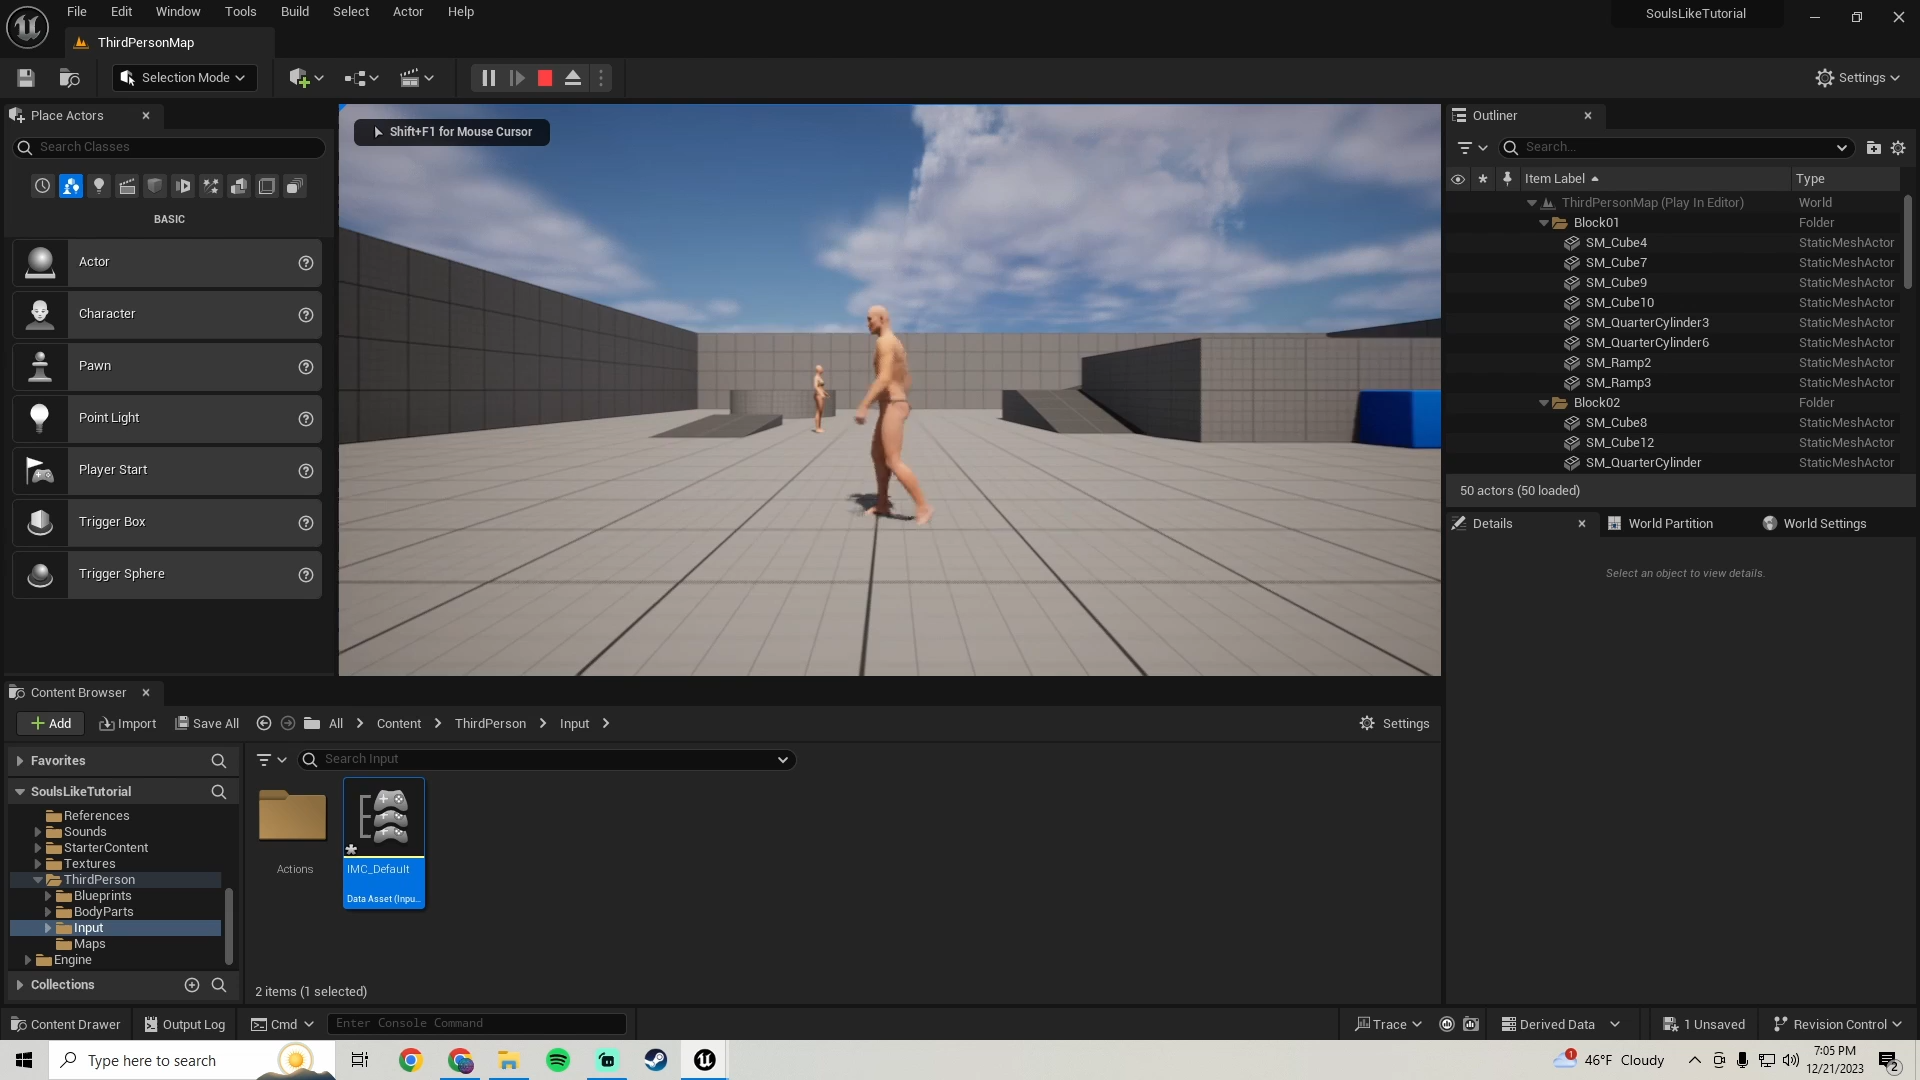 File Edit Window Tools Build Select Actor Help
SoulsLikeTutorial
ThirdPersonMap
Selection Mode
Settings
Place Actors
Search Classes
BASIC
Actor
Character
Pawn
Point Light
Player Start
Trigger Box
Trigger Sphere
Shift+F1 for Mouse Cursor
Outliner
Search...
Item Label Type
ThirdPersonMap (Play In Editor) World
Block01 Folder
SM_Cube4 StaticMeshActor
SM_Cube7 StaticMeshActor
SM_Cube9 StaticMeshActor
SM_Cube10 StaticMeshActor
SM_QuarterCylinder3 StaticMeshActor
SM_QuarterCylinder6 StaticMeshActor
SM_Ramp2 StaticMeshActor
SM_Ramp3 StaticMeshActor
Block02 Folder
SM_Cube8 StaticMeshActor
SM_Cube12 StaticMeshActor
SM_QuarterCylinder StaticMeshActor
50 actors (50 loaded)
Details World Partition World Settings
Select an object to view details.
Content Browser
Add Import Save All All Content ThirdPerson Input Settings
Favorites
SoulsLikeTutorial
References
Sounds
StarterContent
Textures
ThirdPerson
Blueprints
BodyParts
Input
Maps
Engine
Collections
Search Input
Actions
IMC_Default
Data Asset (Inpu...
2 items (1 selected)
Content Drawer Output Log Cmd Enter Console Command Trace Derived Data 1 Unsaved Revision Control
Type here to search
1
46°F Cloudy
7:05 PM
12/21/2023
2